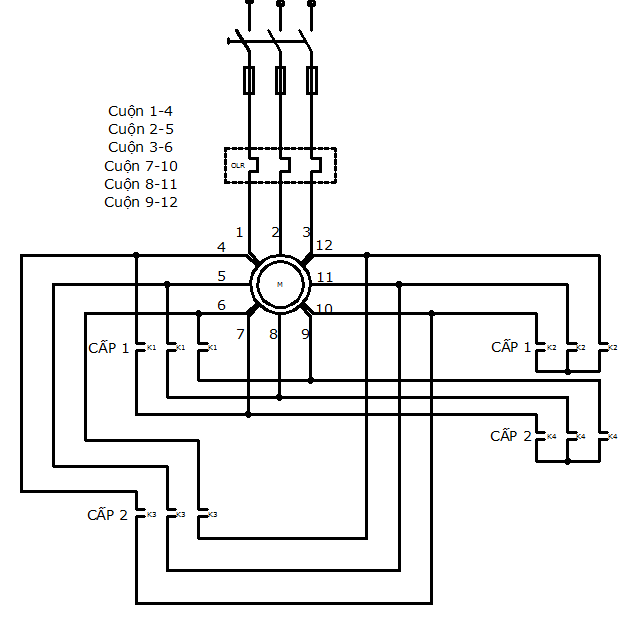 Cuộn 1-4
Cuộn 2-5
Cuộn 3-6
Cuộn 7-10
Cuộn 8-11
Cuộn 9-12
OLR
1 2 3
4 12
5 M 11
6 10
7 8 9
CẤP 1 K1 K1 K1
CẤP 1 K2 K2 K2
CẤP 2 K4 K4 K4
CẤP 2 K3 K3 K3